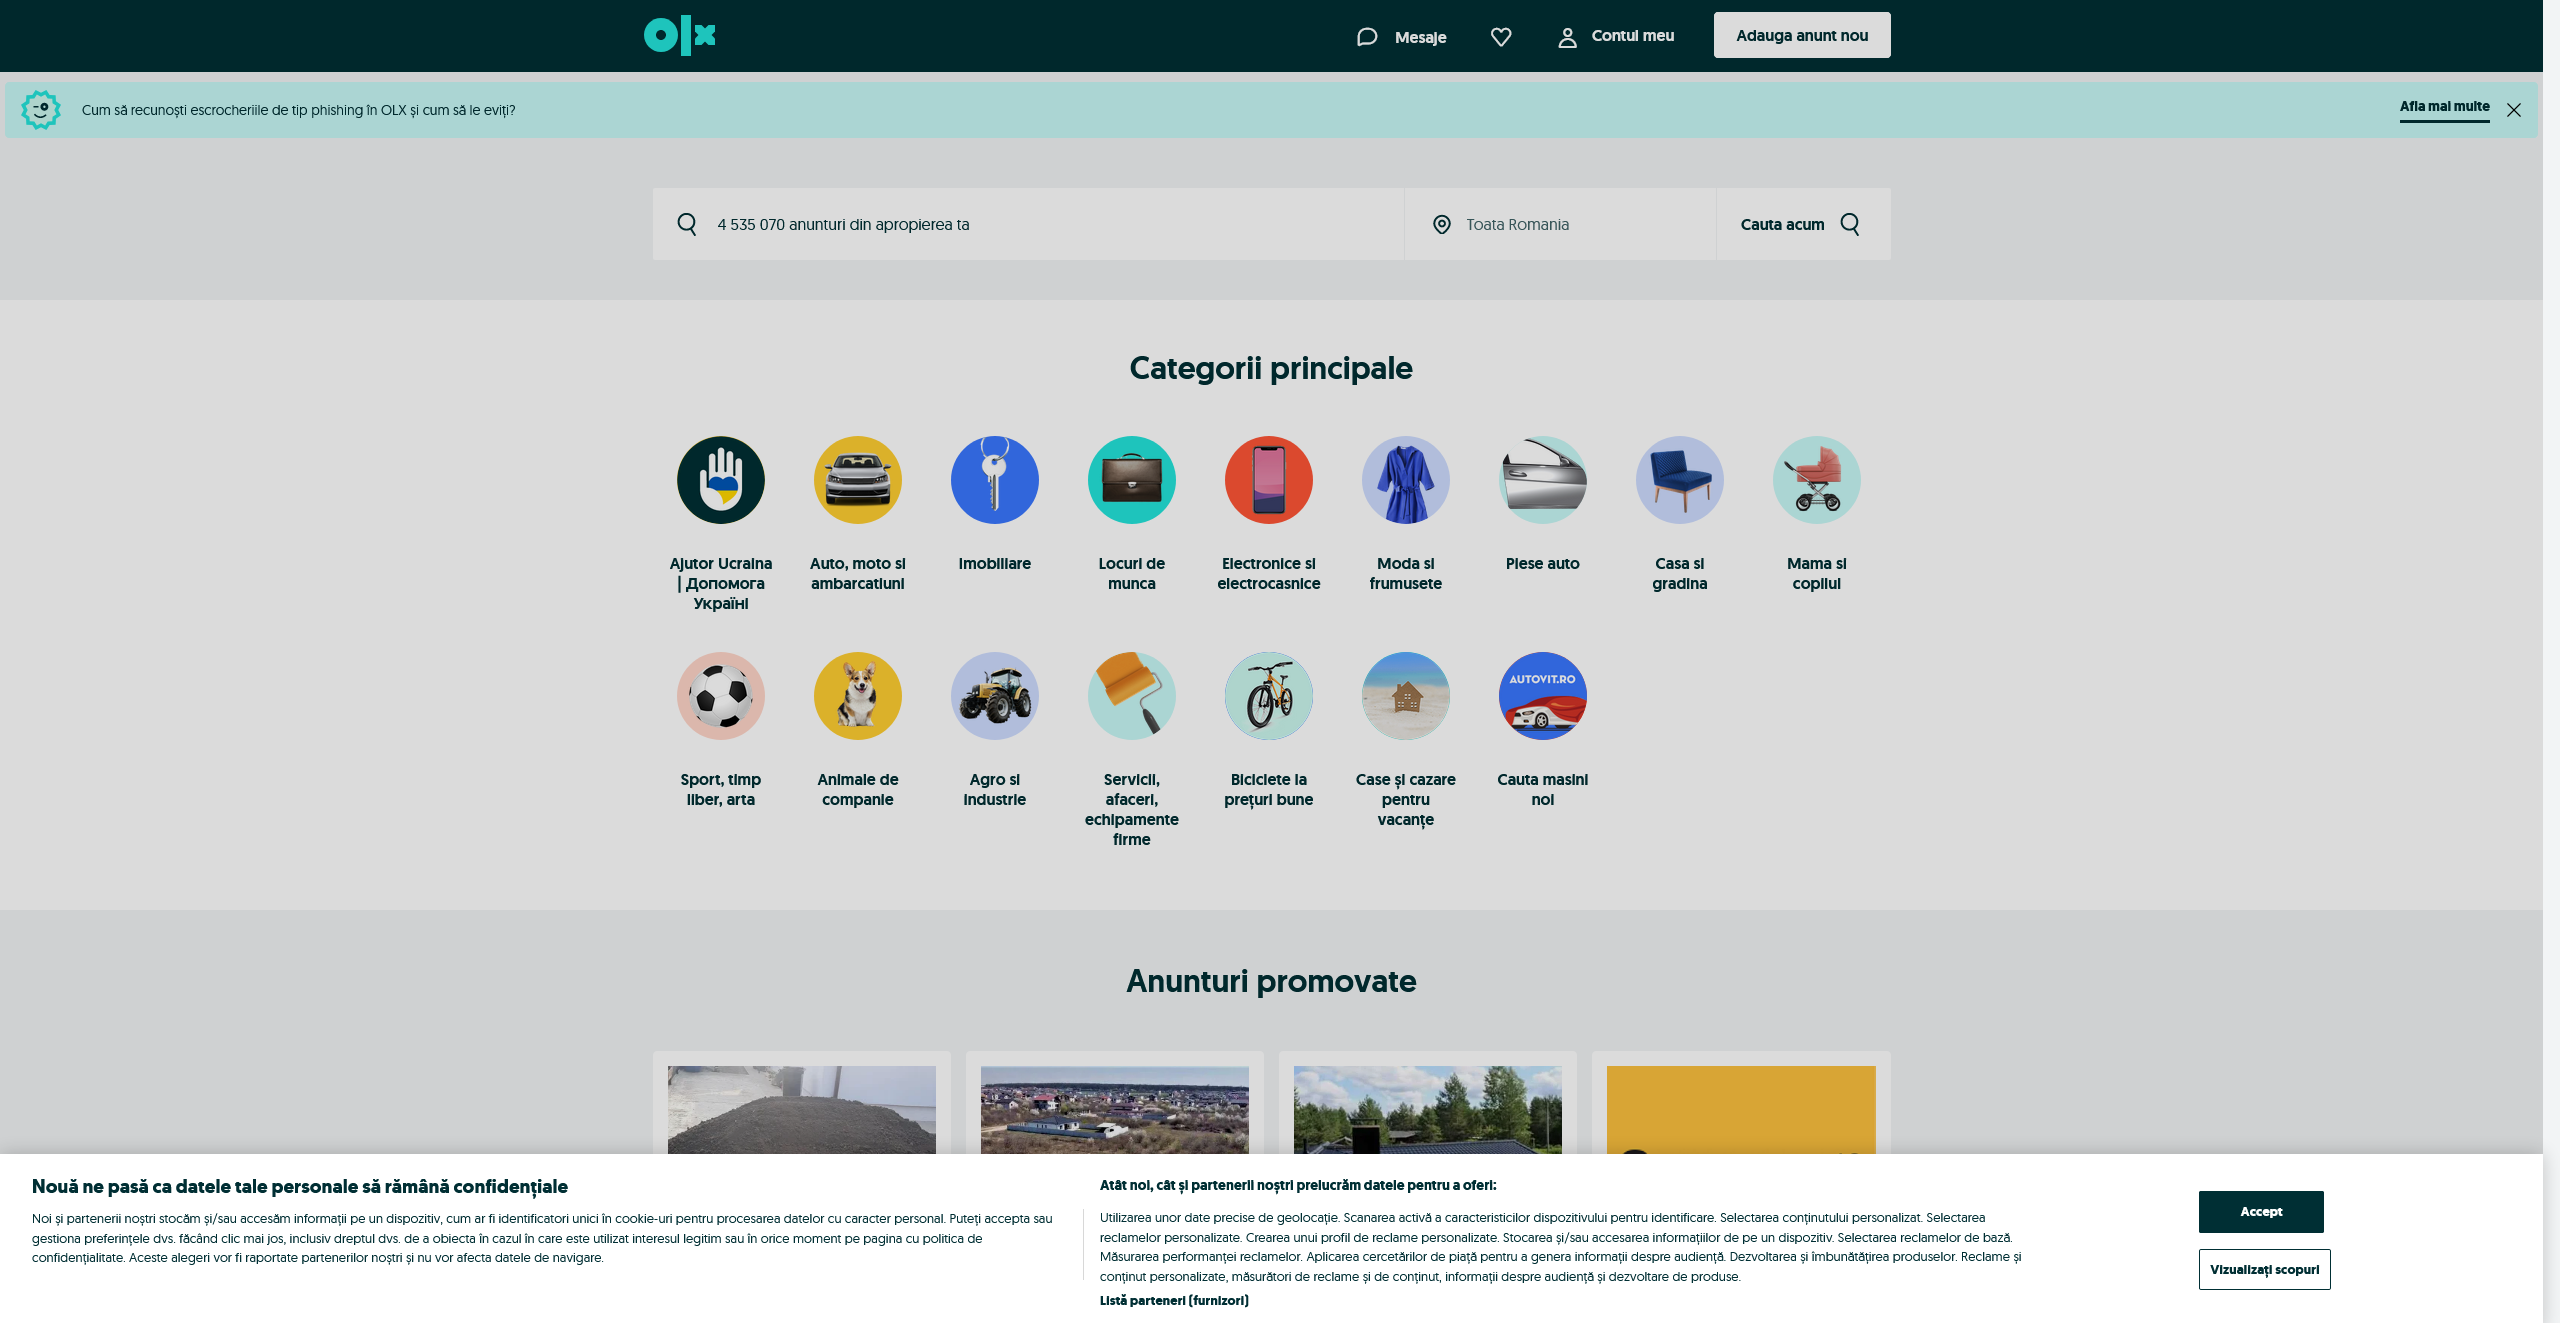 olx
Mesaje
Contul meu
Adauga anunt nou
Cum să recunoști escrocheriile de tip phishing în OLX și cum să le eviți?
Afla mai multe
4 535 070 anunturi din apropierea ta
Toata Romania
Cauta acum
Categorii principale
Ajutor Ucraina
| Допомога
Україні
Auto, moto si
ambarcatiuni
Imobiliare
Locuri de
munca
Electronice si
electrocasnice
Moda si
frumusete
Piese auto
Casa si
gradina
Mama si
copilul
AUTOVIT.RO
Sport, timp
liber, arta
Animale de
companie
Agro si
industrie
Servicii,
afaceri,
echipamente
firme
Biciclete la
prețuri bune
Case și cazare
pentru
vacanțe
Cauta masini
noi
Anunturi promovate
Nouă ne pasă ca datele tale personale să rămână confidențiale
Noi și partenerii noștri stocăm și/sau accesăm informații pe un dispozitiv, cum ar fi identificatori unici în cookie-uri pentru procesarea datelor cu caracter personal. Puteți accepta sau
gestiona preferințele dvs. făcând clic mai jos, inclusiv dreptul dvs. de a obiecta în cazul în care este utilizat interesul legitim sau în orice moment pe pagina cu politica de
confidențialitate. Aceste alegeri vor fi raportate partenerilor noștri și nu vor afecta datele de navigare.
Atât noi, cât și partenerii noștri prelucrăm datele pentru a oferi:
Utilizarea unor date precise de geolocație. Scanarea activă a caracteristicilor dispozitivului pentru identificare. Selectarea conținutului personalizat. Selectarea
reclamelor personalizate. Crearea unui profil de reclame personalizate. Stocarea și/sau accesarea informațiilor de pe un dispozitiv. Selectarea reclamelor de bază.
Măsurarea performanței reclamelor. Aplicarea cercetărilor de piață pentru a genera informații despre audiență. Dezvoltarea și îmbunătățirea produselor. Reclame și
conținut personalizate, măsurători de reclame și de conținut, informații despre audiență și dezvoltare de produse.
Listă parteneri (furnizori)
Accept
Vizualizați scopuri